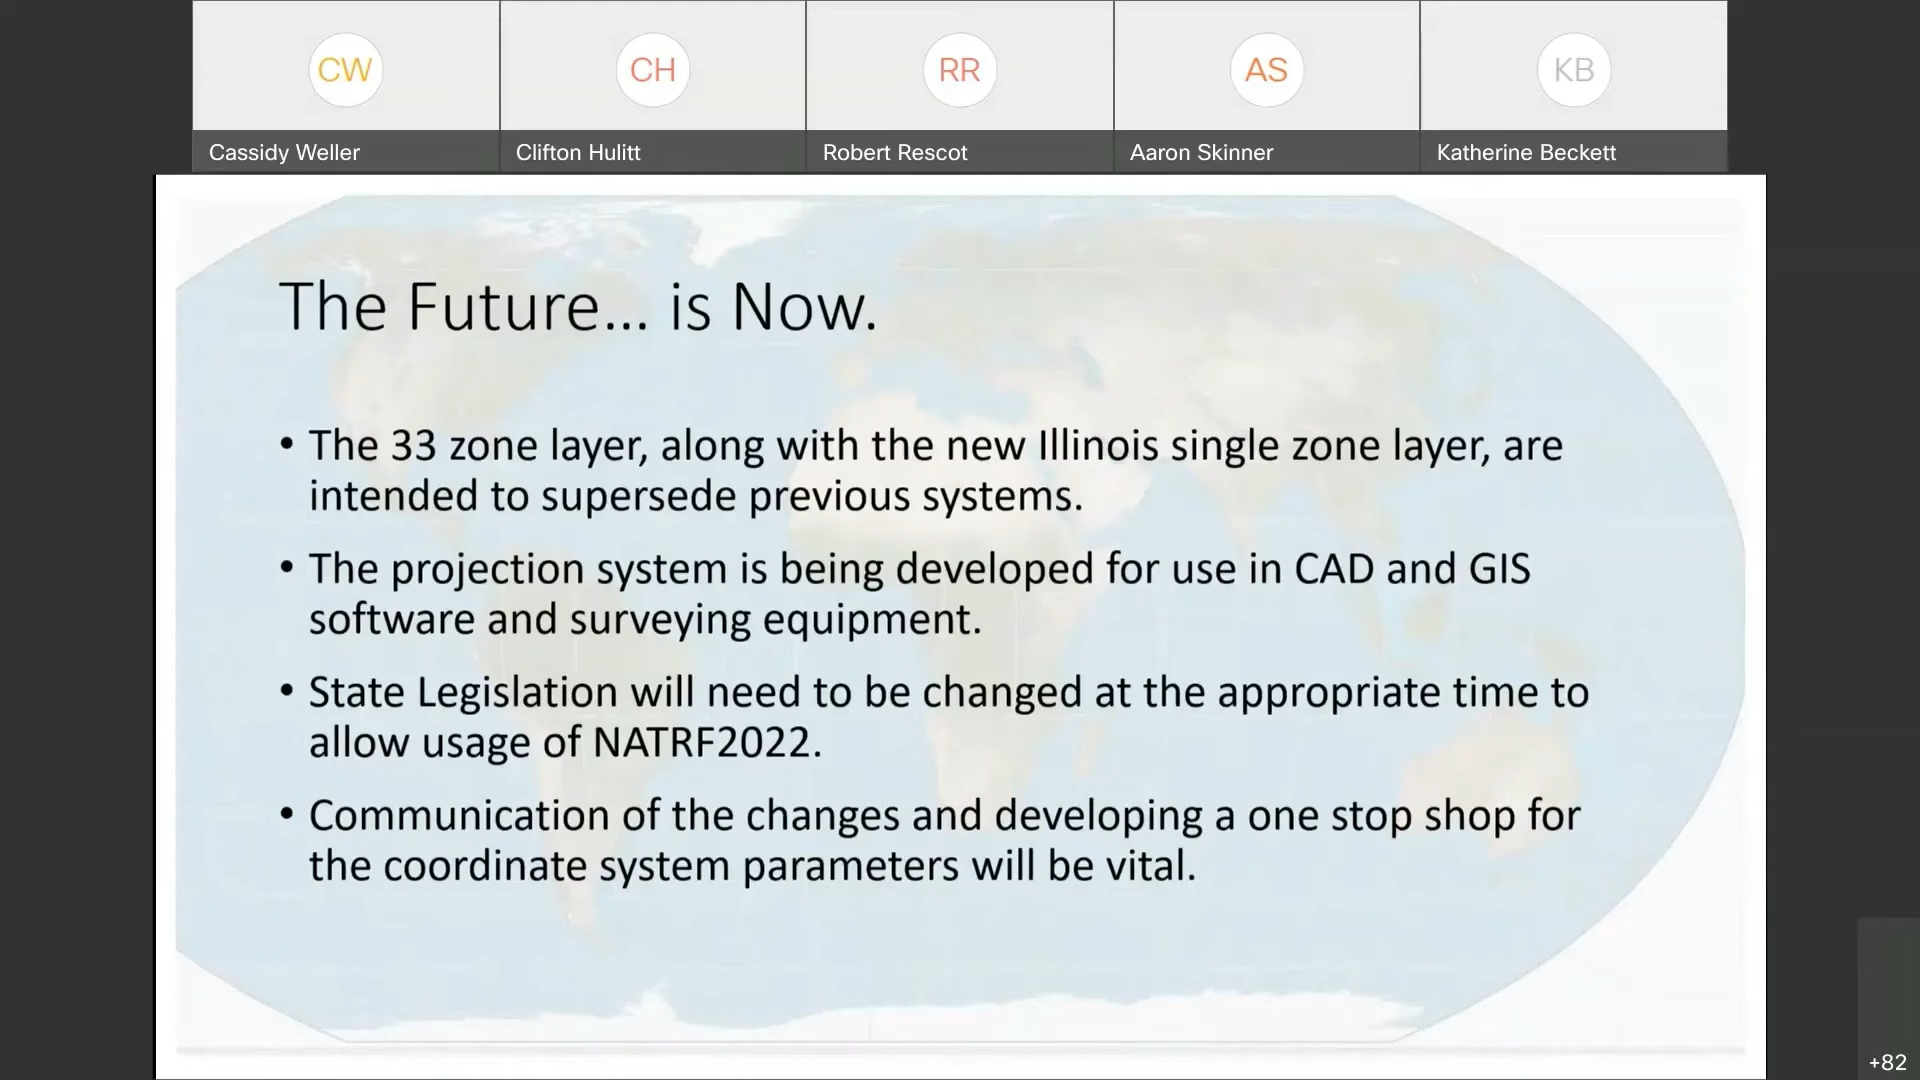 CW
CH
RR
AS
KB
Cassidy Weller
Clifton Hulitt
Robert Rescot
Aaron Skinner
Katherine Beckett
The Future... is Now.
• The 33 zone layer, along with the new Illinois single zone layer, are
intended to supersede previous systems.
• The projection system is being developed for use in CAD and GIS
software and surveying equipment.
• State Legislation will need to be changed at the appropriate time to
allow usage of NATRF2022.
• Communication of the changes and developing a one stop shop for
the coordinate system parameters will be vital.
+82